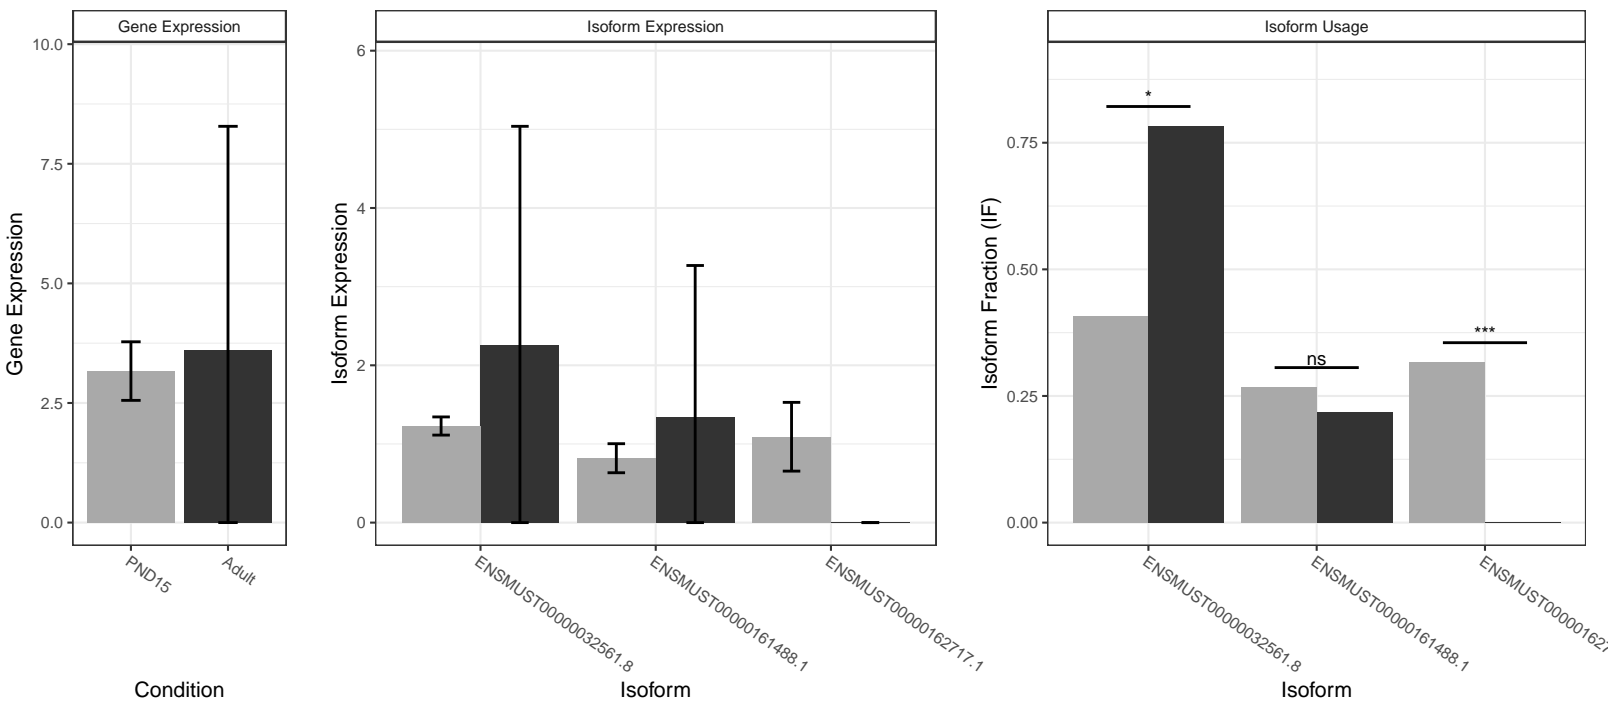 Gene Expression
Isoform Expression
Isoform Usage
Gene Expression
10.0
7.5
5.0
2.5
0.0
PND15
Adult
Condition
Isoform Expression
6
4
2
0
ENSMUST00000032561.8
ENSMUST00000161488.1
ENSMUST00000162717.1
Isoform
Isoform Fraction (IF)
0.75
0.50
0.25
0.00
*
ns
***
ENSMUST00000032561.8
ENSMUST00000161488.1
ENSMUST000001627
Isoform